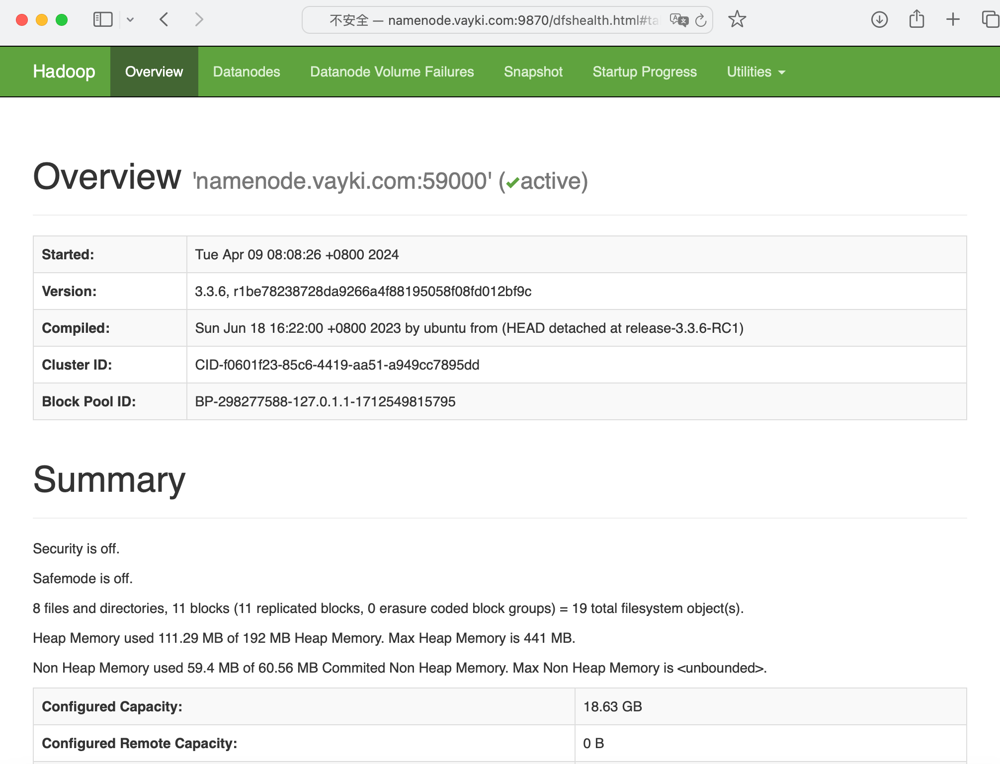 不安全 — namenode.vayki.com:9870/dfshealth.html#ta
Hadoop Overview Datanodes Datanode Volume Failures Snapshot Startup Progress Utilities
Overview 'namenode.vayki.com:59000' (✔active)
Started: Tue Apr 09 08:08:26 +0800 2024
Version: 3.3.6, r1be78238728da9266a4f88195058f08fd012bf9c
Compiled: Sun Jun 18 16:22:00 +0800 2023 by ubuntu from (HEAD detached at release-3.3.6-RC1)
Cluster ID: CID-f0601f23-85c6-4419-aa51-a949cc7895dd
Block Pool ID: BP-298277588-127.0.1.1-1712549815795
Summary
Security is off.
Safemode is off.
8 files and directories, 11 blocks (11 replicated blocks, 0 erasure coded block groups) = 19 total filesystem object(s).
Heap Memory used 111.29 MB of 192 MB Heap Memory. Max Heap Memory is 441 MB.
Non Heap Memory used 59.4 MB of 60.56 MB Commited Non Heap Memory. Max Non Heap Memory is <unbounded>.
Configured Capacity: 18.63 GB
Configured Remote Capacity: 0 B